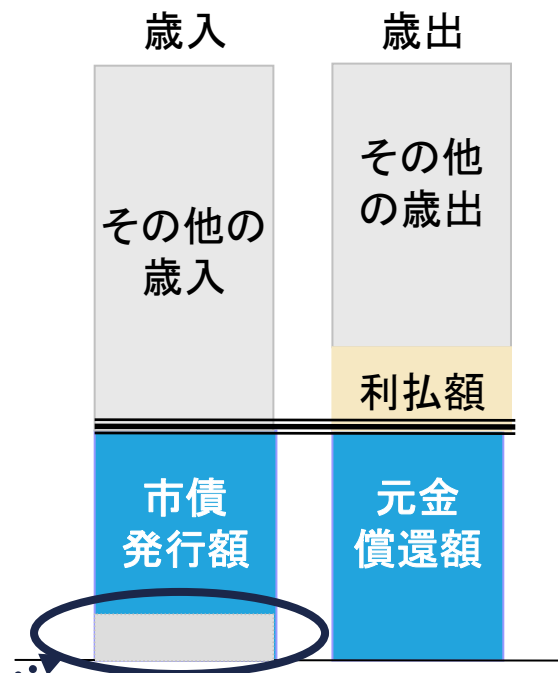 歳入
歳出
その他の
歳入
その他
の歳出
利払額
市債
発行額
元金
償還額